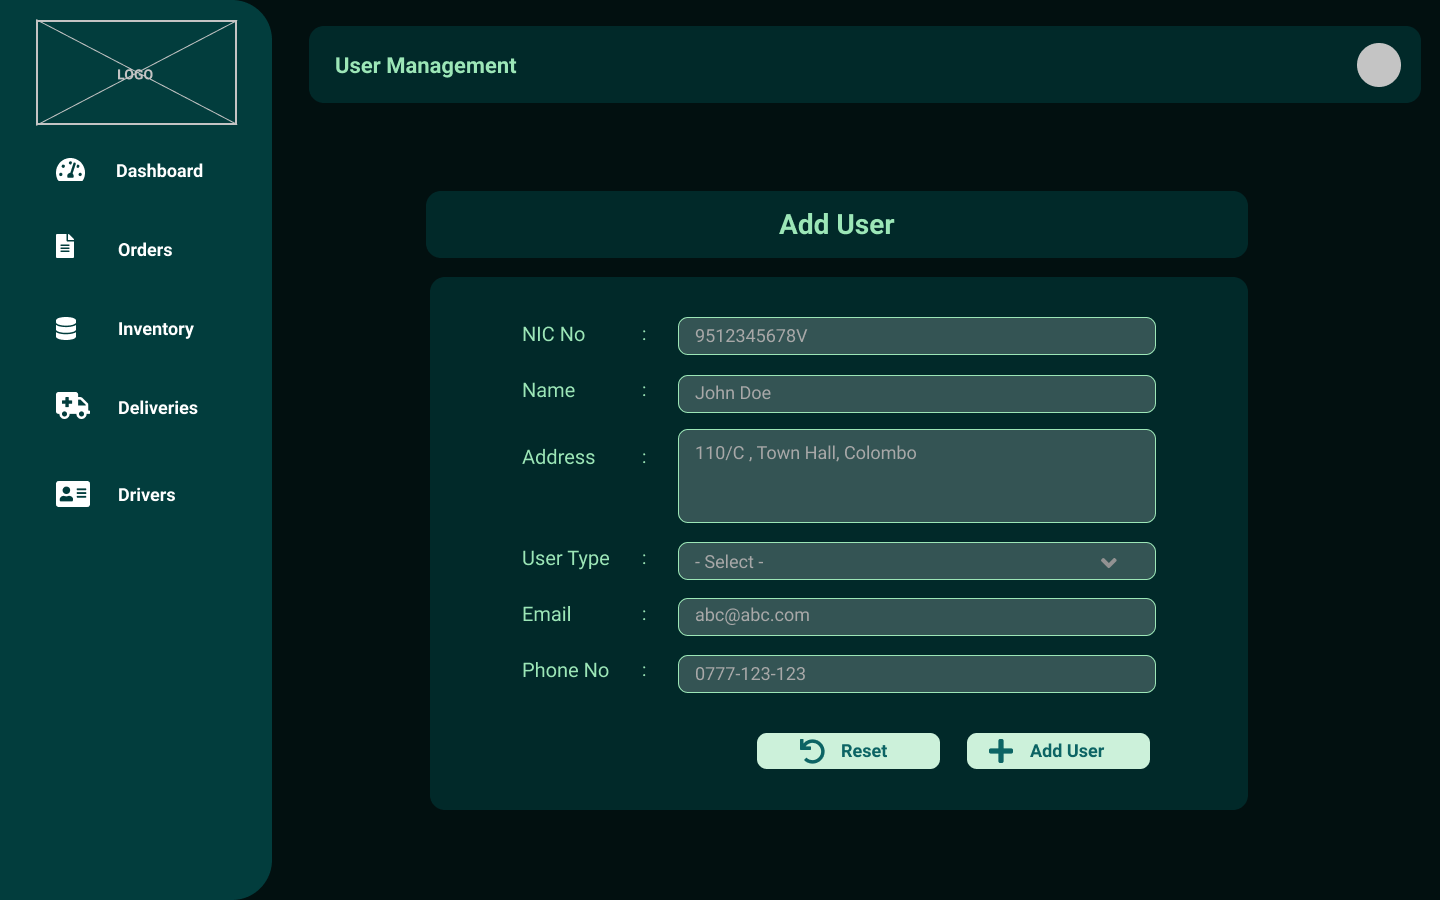 LOGO
Dashboard
Orders
Inventory
Deliveries
Drivers
User Management
Add User
NIC No : 9512345678V
Name : John Doe
Address : 110/C , Town Hall, Colombo
User Type : - Select -
Email : abc@abc.com
Phone No : 0777-123-123
Reset Add User